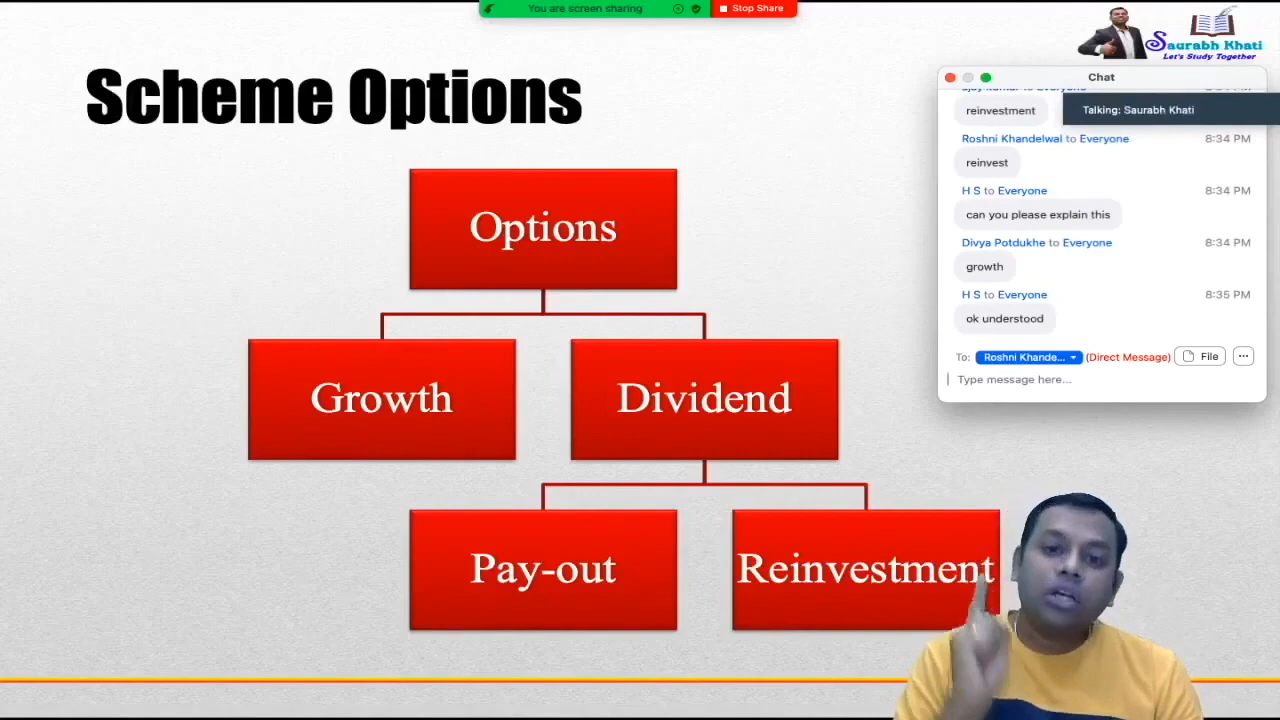 You are screen sharing
Stop Share
Saurabh Khati
Let's Study Together
Scheme Options
Options
Growth
Dividend
Pay-out
Reinvestment
Chat
to Everyone
Talking: Saurabh Khati
reinvestment
Roshni Khandelwal to Everyone 8:34 PM
reinvest
H S to Everyone 8:34 PM
can you please explain this
Divya Potdukhe to Everyone 8:34 PM
growth
H S to Everyone 8:35 PM
ok understood
To: Roshni Khande... (Direct Message) File ...
Type message here...